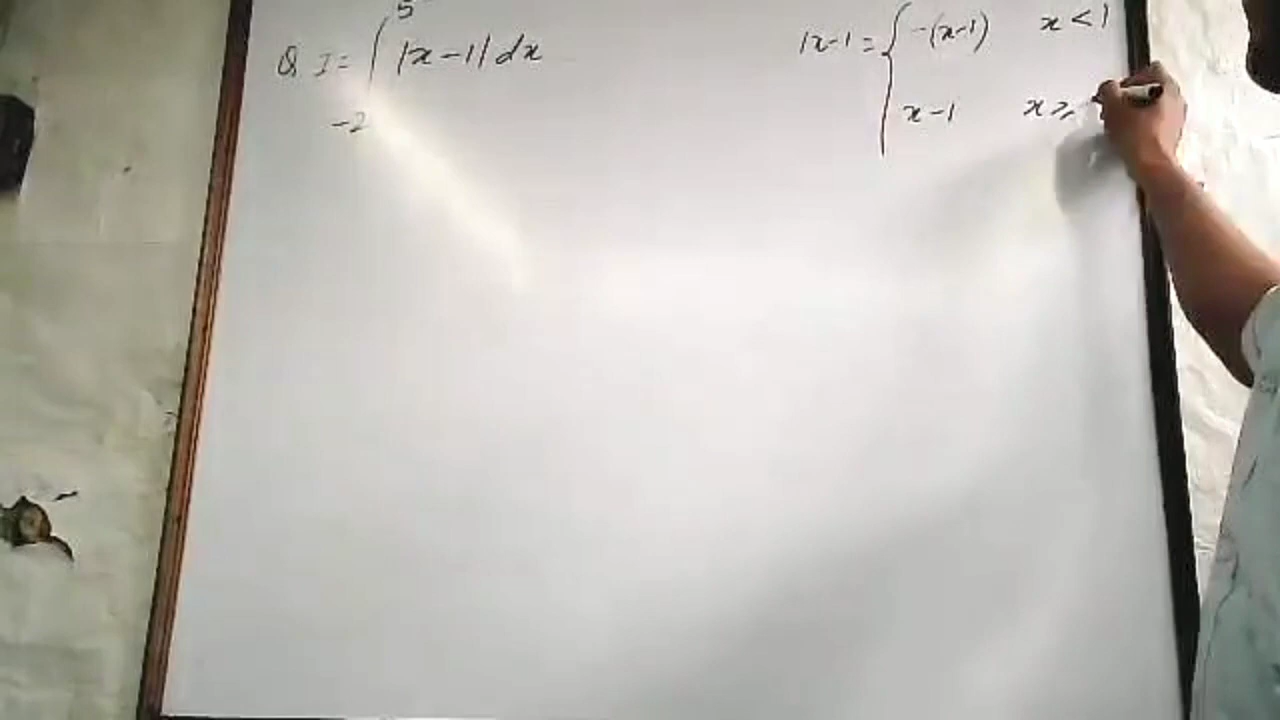 5
Q I = ∫ |x-1| dx
-2
|x-1 = { -(x-1) x < 1
x-1 x ≥